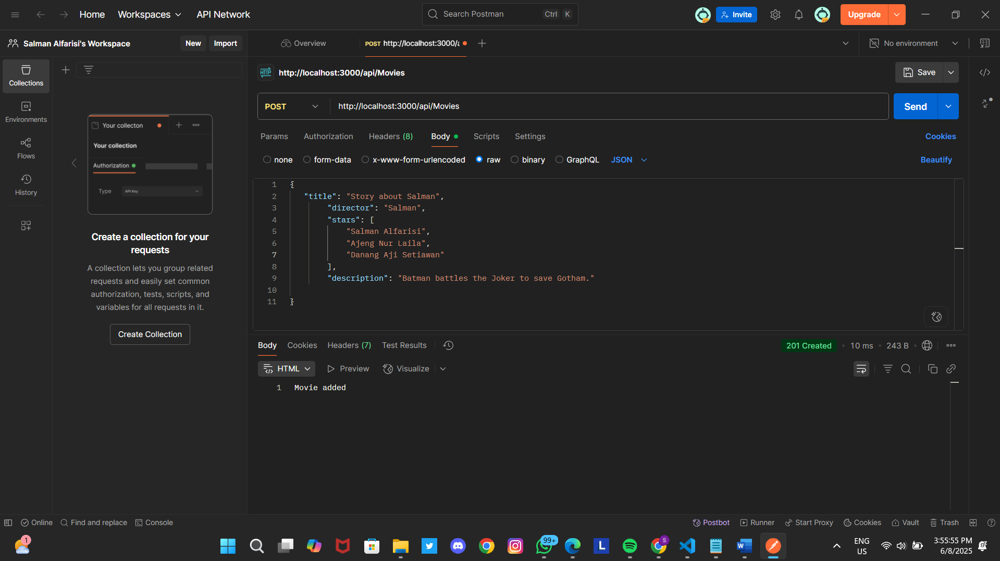 Home
Workspaces
API Network
Search Postman
Ctrl K
Invite
Upgrade
Salman Alfarisi's Workspace
New
Import
Overview
POST http://localhost:3000/a
No environment
Collections
Environments
Flows
History
Your collecton
Your collection
Authorization
Type
API Key
Create a collection for your
requests
A collection lets you group related
requests and easily set common
authorization, tests, scripts, and
variables for all requests in it.
Create Collection
HTTP
http://localhost:3000/api/Movies
Save
POST
http://localhost:3000/api/Movies
Send
Params Authorization Headers (8) Body Scripts Settings
Cookies
none form-data x-www-form-urlencoded raw binary GraphQL JSON
Beautify
1 {
2 "title": "Story about Salman",
3 "director": "Salman",
4 "stars": [
5 "Salman Alfarisi",
6 "Ajeng Nur Laila",
7 "Danang Aji Setiawan"
8 ],
9 "description": "Batman battles the Joker to save Gotham."
10
11 }
Body Cookies Headers (7) Test Results
201 Created 10 ms 243 B
HTML Preview Visualize
1 Movie added
Online Find and replace Console
Postbot Runner Start Proxy Cookies Vault Trash
1
99+
L
S
W
ENG
US
3:55:55 PM
6/8/2025